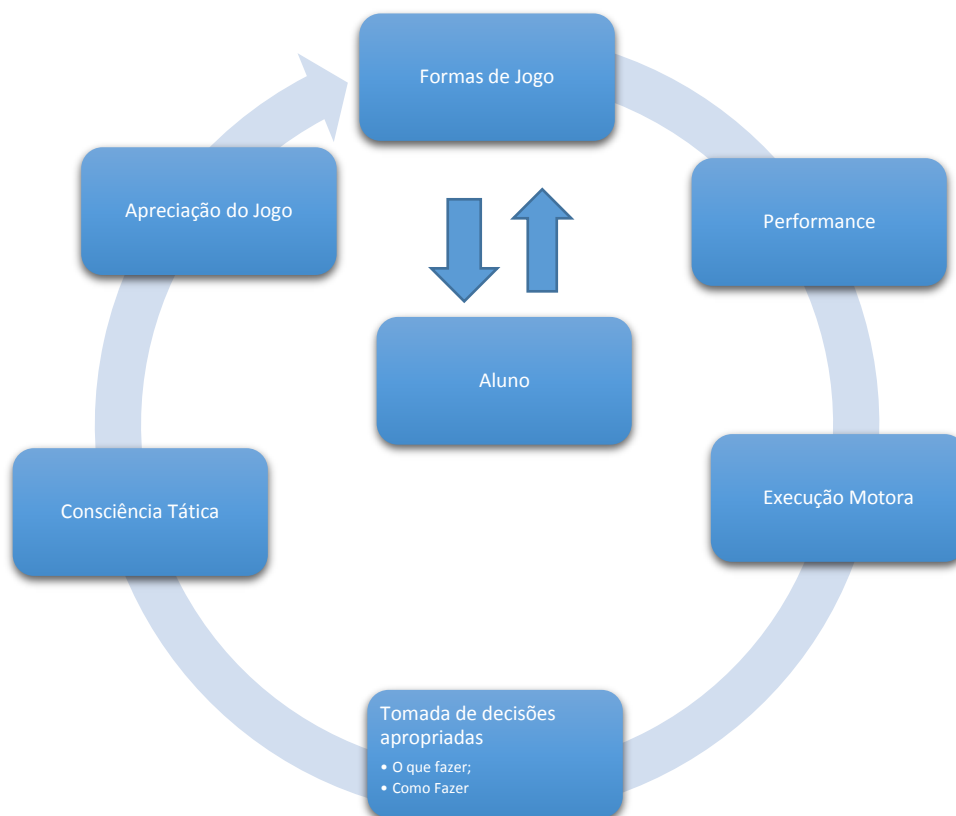 Formas de Jogo
Performance
Execução Motora
Tomada de decisões
apropriadas
• O que fazer;
• Como Fazer
Consciência Tática
Apreciação do Jogo
Aluno